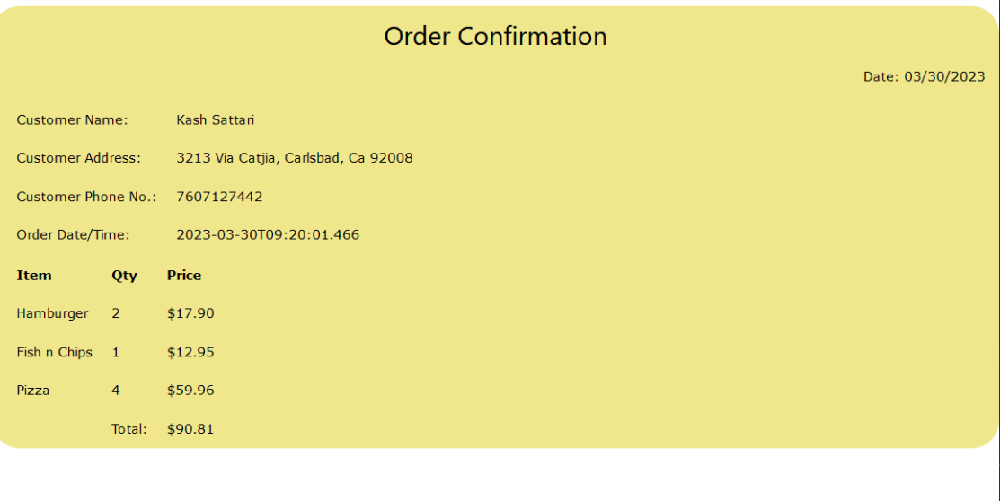 Order Confirmation
Date: 03/30/2023
Customer Name: Kash Sattari
Customer Address: 3213 Via Catjia, Carlsbad, Ca 92008
Customer Phone No.: 7607127442
Order Date/Time: 2023-03-30T09:20:01.466
Item Qty Price
Hamburger 2 $17.90
Fish n Chips 1 $12.95
Pizza 4 $59.96
Total: $90.81